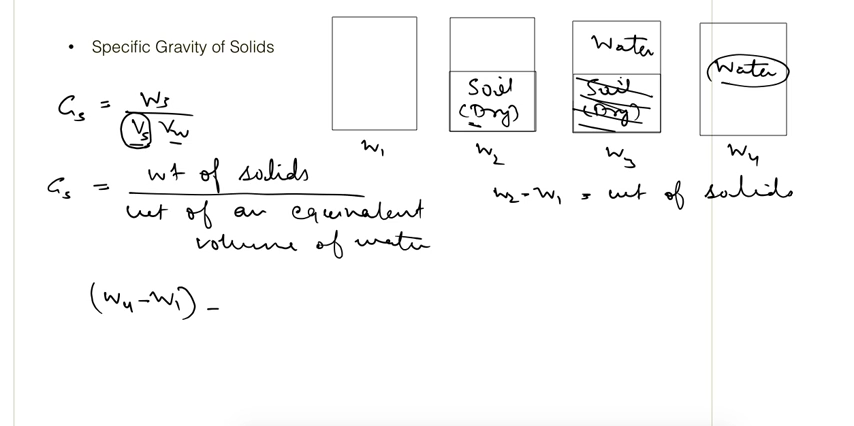 • Specific Gravity of Solids
Soil
(Dry)
Water
Soil
(Dry)
Water
W₁
W₂
W₃
W₄
Gₛ = Wₛ / Vₛ γw
Gₛ = wt of solids / wt of an equivalent
volume of water
W₂ - W₁ = wt of solids
(W₄ - W₁) -